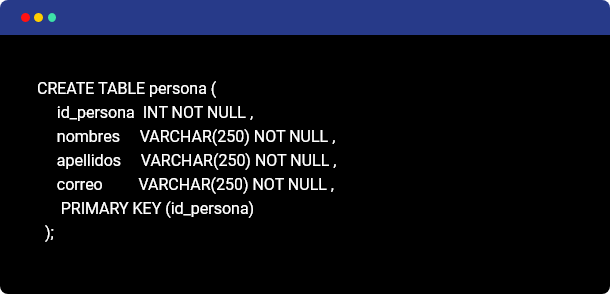 CREATE TABLE persona (
id_persona INT NOT NULL ,
nombres VARCHAR(250) NOT NULL ,
apellidos VARCHAR(250) NOT NULL ,
correo VARCHAR(250) NOT NULL ,
PRIMARY KEY (id_persona)
);